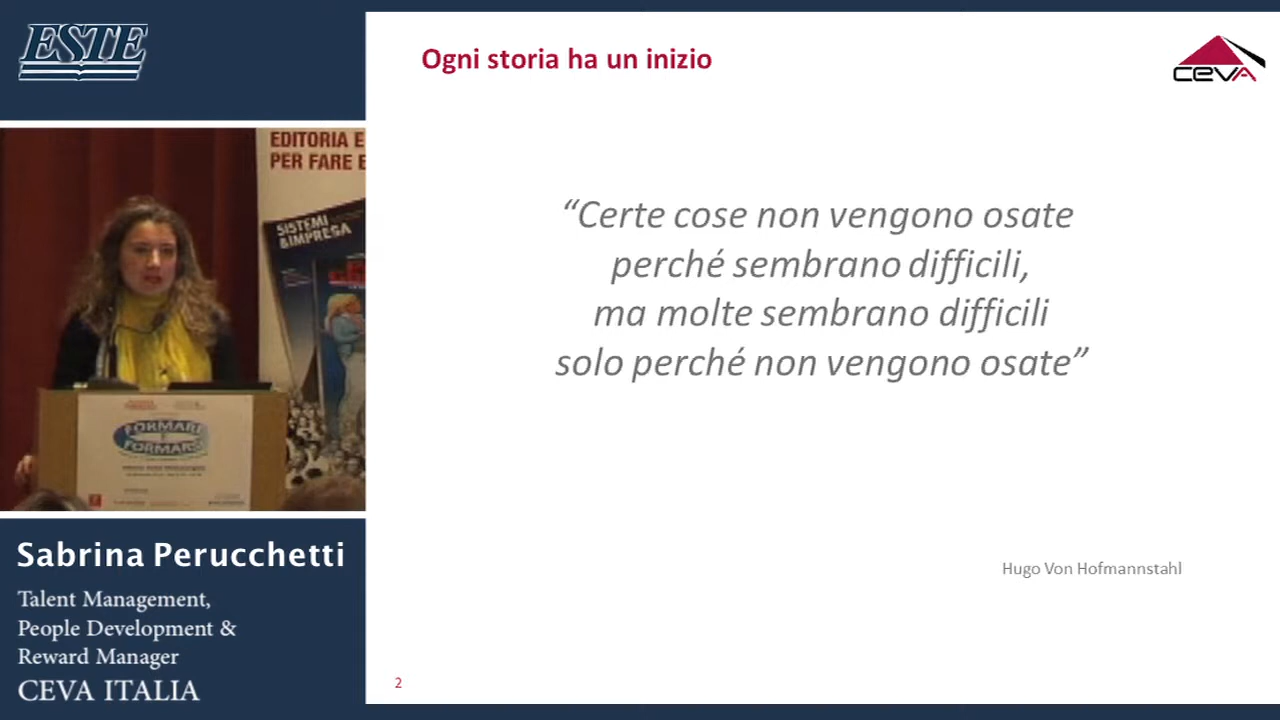 ESTE
Ogni storia ha un inizio
CEVA
EDITORIA E
PER FARE E
SISTEMI
&IMPRESA
“Certe cose non vengono osate
perché sembrano difficili,
ma molte sembrano difficili
solo perché non vengono osate”
FORMARE
FORMARSI
Hugo Von Hofmannstahl
Sabrina Perucchetti
Talent Management,
People Development &
Reward Manager
CEVA ITALIA
2